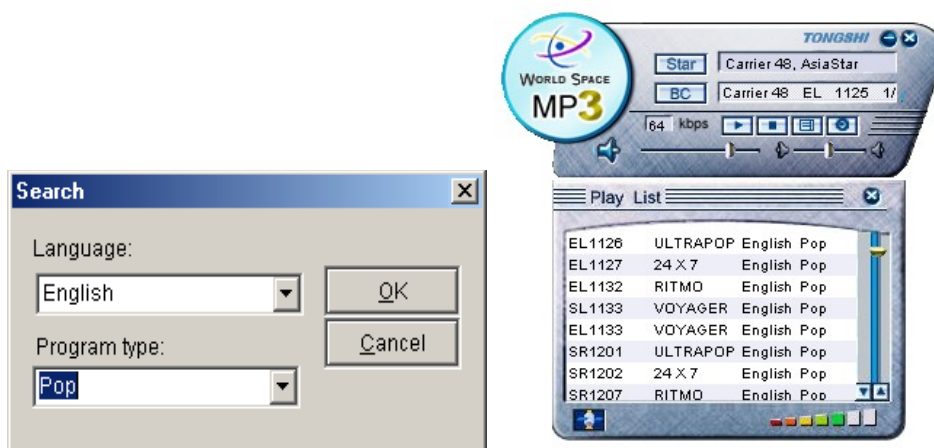 Search
Language:
English
OK
Program type:
Cancel
Pop
WORLD SPACE
MP3
TONGSHI
Star Carrier 48, AsiaStar
BC Carrier 48 EL 1125 1/
64 kbps
Play List
EL1126 ULTRAPOP English Pop
EL1127 24 X 7 English Pop
EL1132 RITMO English Pop
SL1133 VOYAGER English Pop
EL1133 VOYAGER English Pop
SR1201 ULTRAPOP English Pop
SR1202 24 X 7 English Pop
SR1207 RITMO English Pop